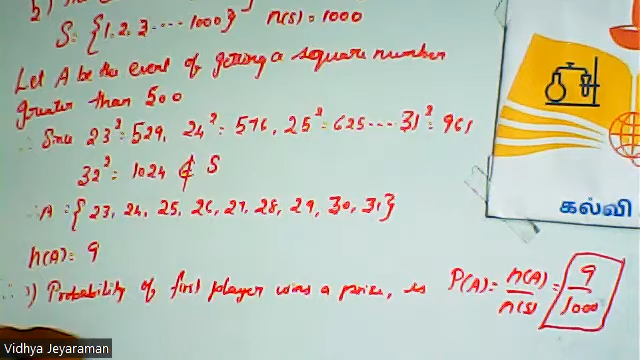 S = {1, 2, 3 ---- 1000} n(s) = 1000
Let A be the event of getting a square number
greater than 500
∴ Since 23² = 529, 24² = 576, 25² = 625 --- 31² = 961
32² = 1024 ∉ S
∴ A = {23, 24, 25, 26, 27, 28, 29, 30, 31}
n(A) = 9
∴ 1) Probability of first player wins a prize, is P(A) = n(A)/n(s) = 9/1000
கல்வி
Vidhya Jeyaraman